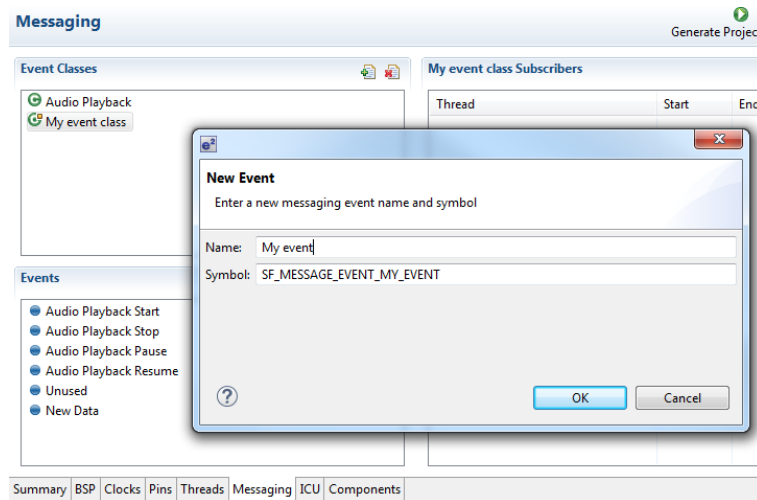 Messaging
Generate Projec
Event Classes
My event class Subscribers
Audio Playback
My event class
Thread Start End
e²
New Event
Enter a new messaging event name and symbol
Name: My event
Symbol: SF_MESSAGE_EVENT_MY_EVENT
Events
Audio Playback Start
Audio Playback Stop
Audio Playback Pause
Audio Playback Resume
Unused
New Data
? OK Cancel
Summary BSP Clocks Pins Threads Messaging ICU Components